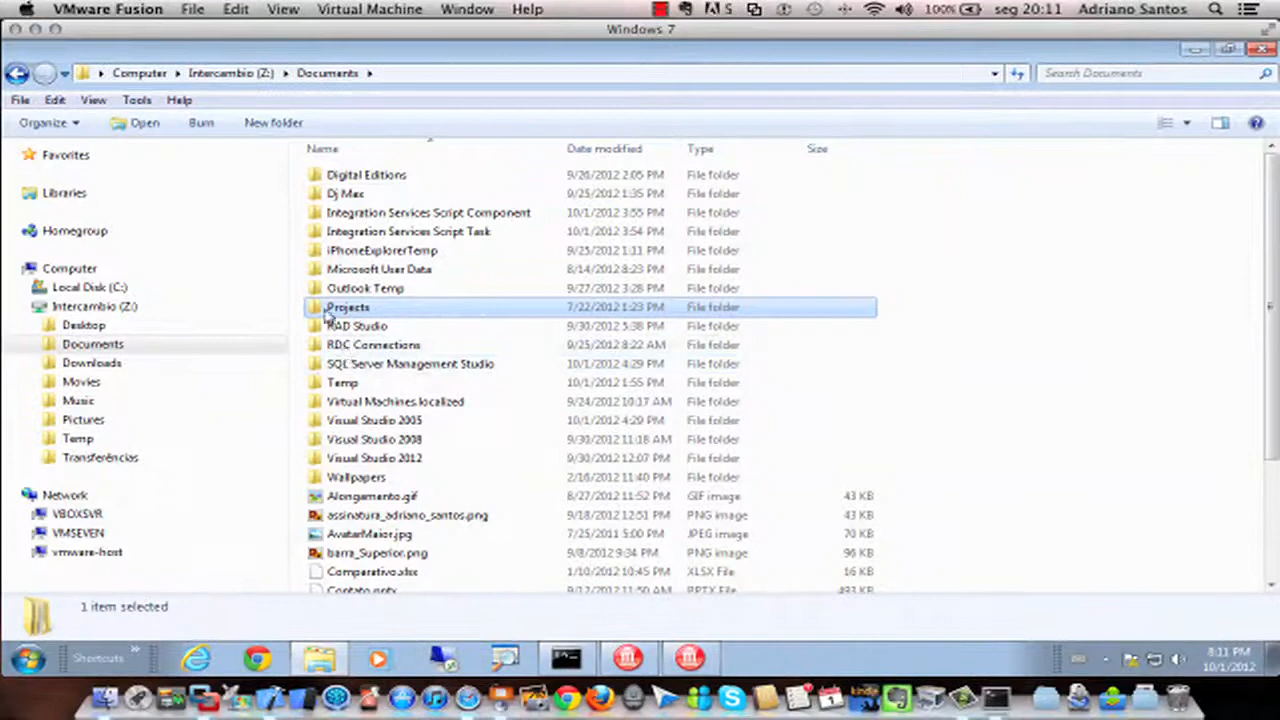 VMware Fusion File Edit View Virtual Machine Window Help 5 100% seg 20:11 Adriano Santos
Windows 7
Computer Intercambio (Z:) Documents Search Documents
File Edit View Tools Help
Organize Open Burn New folder
Name Date modified Type Size
Favorites
Libraries
Homegroup
Computer
Local Disk (C:)
Intercambio (Z:)
Desktop
Documents
Downloads
Movies
Music
Pictures
Temp
Transferências
Network
VBOXSVR
VMSEVEN
vmware-host
Digital Editions 9/26/2012 2:05 PM File folder
Dj Mac 9/25/2012 1:35 PM File folder
Integration Services Script Component 10/1/2012 3:55 PM File folder
Integration Services Script Task 10/1/2012 3:54 PM File folder
iPhoneExplorerTemp 9/25/2012 1:11 PM File folder
Microsoft User Data 8/14/2012 8:23 PM File folder
Outlook Temp 9/27/2012 3:28 PM File folder
Projects 7/22/2012 1:23 PM File folder
RAD Studio 9/30/2012 5:38 PM File folder
RDC Connections 9/25/2012 8:22 AM File folder
SQL Server Management Studio 10/1/2012 4:29 PM File folder
Temp 10/1/2012 1:55 PM File folder
Virtual Machines.localized 9/24/2012 10:17 AM File folder
Visual Studio 2005 10/1/2012 4:29 PM File folder
Visual Studio 2008 9/30/2012 11:18 AM File folder
Visual Studio 2012 9/30/2012 12:07 PM File folder
Wallpapers 2/16/2012 11:40 PM File folder
Alongamento.gif 8/27/2012 11:52 PM GIF image 43 KB
assinatura_adriano_santos.png 9/18/2012 12:51 PM PNG image 43 KB
AvatarMaior.jpg 7/25/2011 5:00 PM JPEG image 70 KB
barra_Superior.png 9/8/2012 9:34 PM PNG image 96 KB
Comparativo.xlsx 1/10/2012 10:45 PM XLSX File 16 KB
Contato.pptx 9/12/2012 11:50 AM PPTX File 493 KB
1 item selected
Shortcuts 8:11 PM
10/1/2012